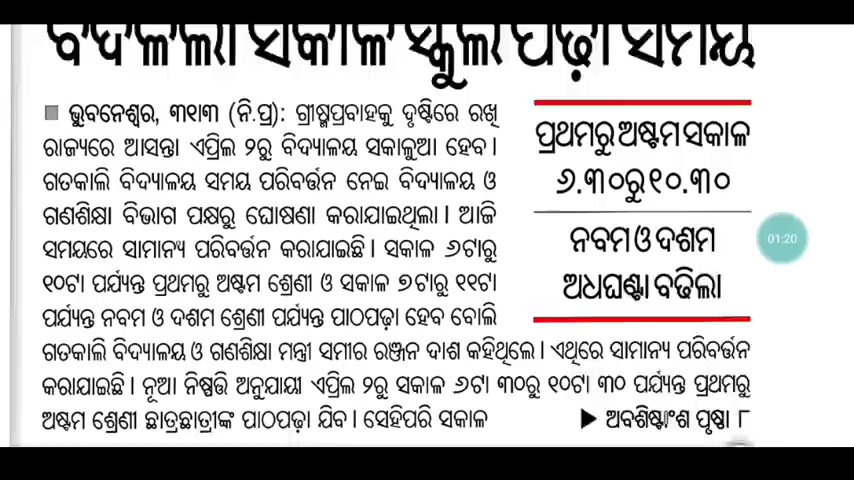 ବଦଳିଲା ସକାଳ ସ୍କୁଲ ପଢ଼ା ସମୟ
ଭୁବନେଶ୍ୱର, ୩୧।୩ (ନି.ପ୍ର): ଗ୍ରୀଷ୍ମପ୍ରବାହକୁ ଦୃଷ୍ଟିରେ ରଖି
ରାଜ୍ୟରେ ଆସନ୍ତା ଏପ୍ରିଲ ୨ରୁ ବିଦ୍ୟାଳୟ ସକାଳୁଆ ହେବ।
ଗତକାଲି ବିଦ୍ୟାଳୟ ସମୟ ପରିବର୍ତ୍ତନ ନେଇ ବିଦ୍ୟାଳୟ ଓ
ଗଣଶିକ୍ଷା ବିଭାଗ ପକ୍ଷରୁ ଘୋଷଣା କରାଯାଇଥିଲା। ଆଜି
ସମୟରେ ସାମାନ୍ୟ ପରିବର୍ତ୍ତନ କରାଯାଇଛି। ସକାଳ ୬ଟାରୁ
୧୦ଟା ପର୍ଯ୍ୟନ୍ତ ପ୍ରଥମରୁ ଅଷ୍ଟମ ଶ୍ରେଣୀ ଓ ସକାଳ ୭ଟାରୁ ୧୧ଟା
ପର୍ଯ୍ୟନ୍ତ ନବମ ଓ ଦଶମ ଶ୍ରେଣୀ ପର୍ଯ୍ୟନ୍ତ ପାଠପଢ଼ା ହେବ ବୋଲି
ଗତକାଲି ବିଦ୍ୟାଳୟ ଓ ଗଣଶିକ୍ଷା ମନ୍ତ୍ରୀ ସମୀର ରଞ୍ଜନ ଦାଶ କହିଥିଲେ। ଏଥିରେ ସାମାନ୍ୟ ପରିବର୍ତ୍ତନ
କରାଯାଇଛି। ନୂଆ ନିଷ୍ପତ୍ତି ଅନୁଯାୟୀ ଏପ୍ରିଲ ୨ରୁ ସକାଳ ୬ଟା ୩୦ରୁ ୧୦ଟା ୩୦ ପର୍ଯ୍ୟନ୍ତ ପ୍ରଥମରୁ
ଅଷ୍ଟମ ଶ୍ରେଣୀ ଛାତ୍ରଛାତ୍ରୀଙ୍କ ପାଠପଢ଼ା ଯିବ। ସେହିପରି ସକାଳ
▶ ଅବଶିଷ୍ଟାଂଶ ପୃଷ୍ଠା ୮
ପ୍ରଥମରୁ ଅଷ୍ଟମ ସକାଳ
୬.୩୦ରୁ ୧୦.୩୦
ନବମ ଓ ଦଶମ
ଅଧଘଣ୍ଟା ବଢିଲା
01:20